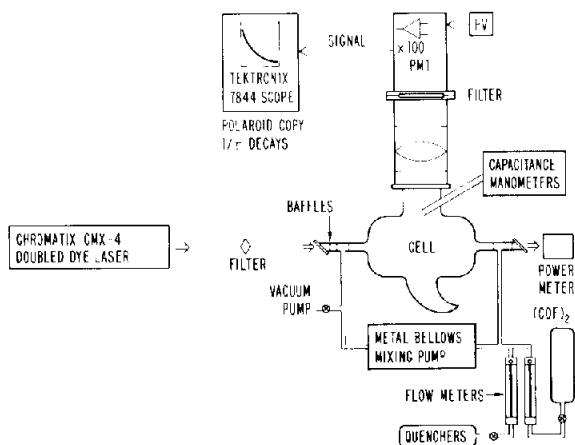 SIGNAL
HV
x 100
PMT
TEKTRONIX
7844 SCOPE
FILTER
POLAROID COPY
1/τ DECAYS
CAPACITANCE
MANOMETERS
BAFFLES
CHROMATIX CMX-4
DOUBLED DYE LASER
FILTER
CELL
POWER
METER
VACUUM
PUMP
(COF)2
METAL BELLOWS
MIXING PUMP
FLOW METERS
QUENCHERS